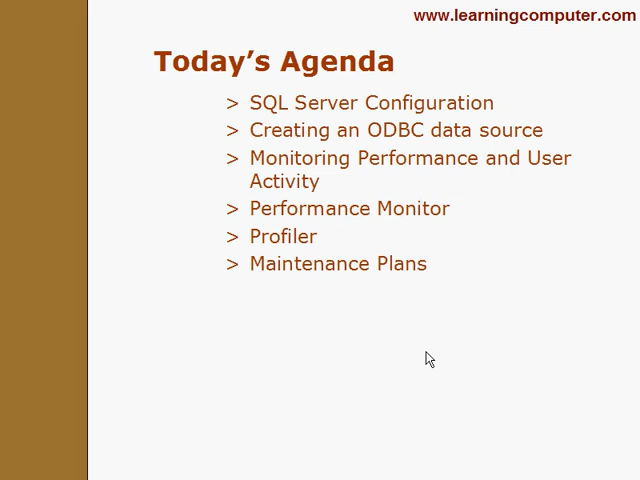 www.learningcomputer.com
Today’s Agenda
> SQL Server Configuration
> Creating an ODBC data source
> Monitoring Performance and User
Activity
> Performance Monitor
> Profiler
> Maintenance Plans